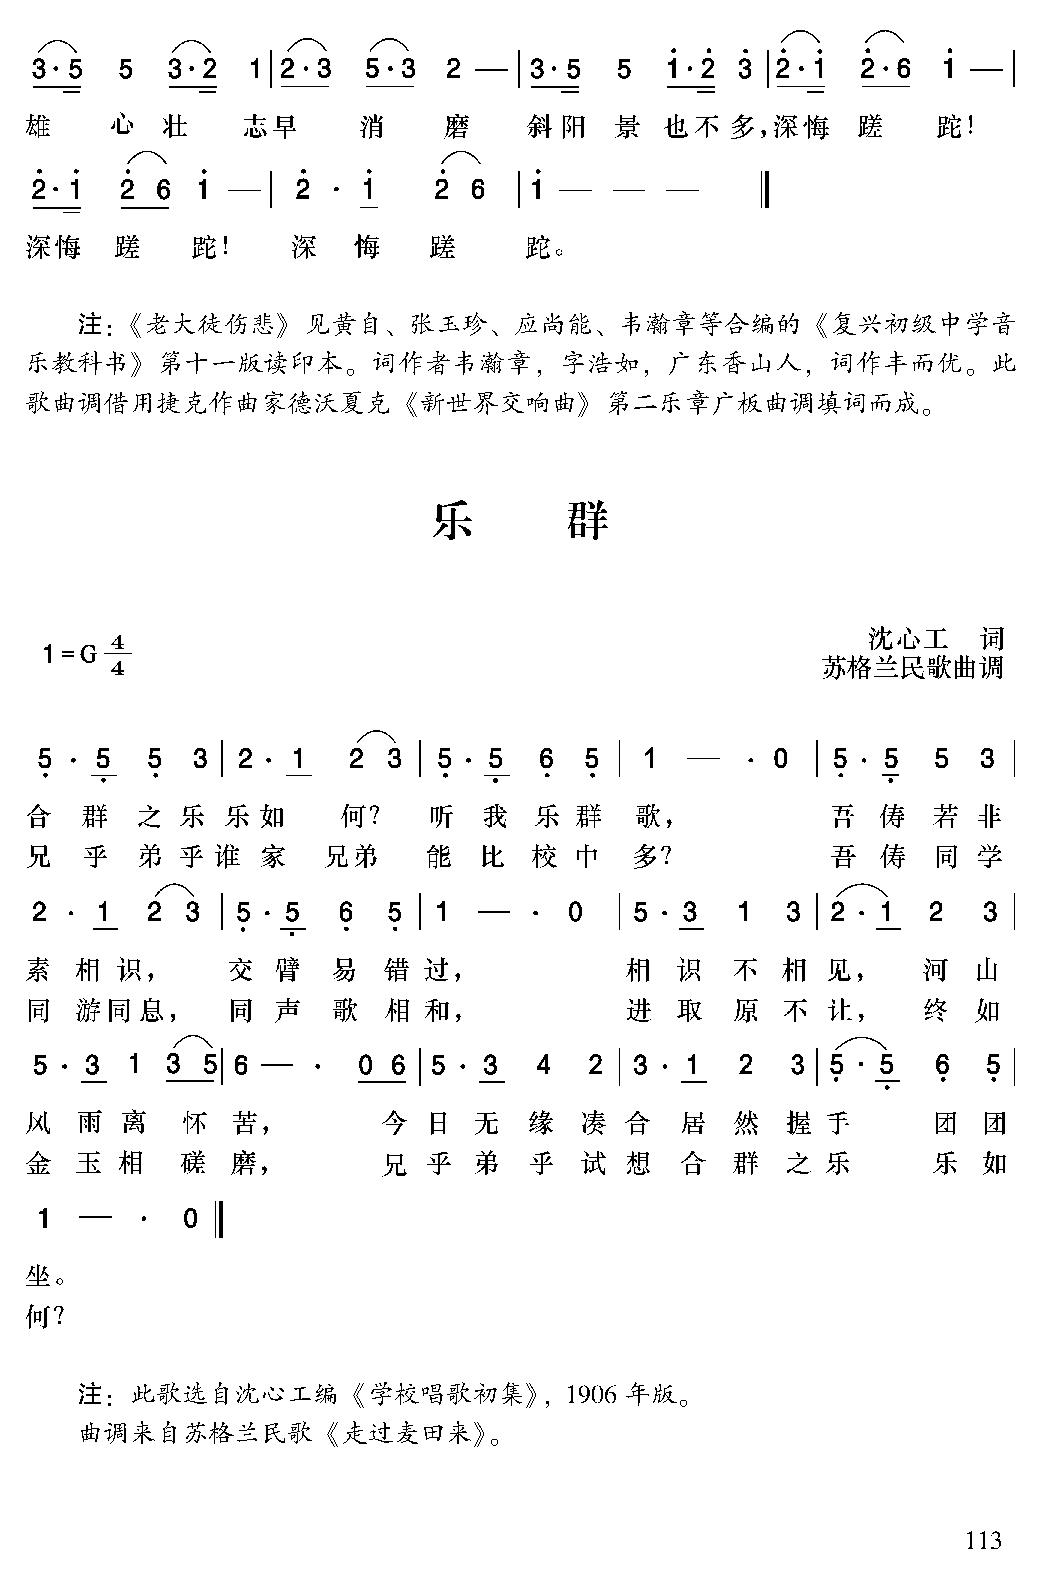 3·5 5 3·2 1|2·3 5·3 2 —|3·5 5 1·2 3|2·1 2·6 1 —|
雄 心 壮 志早 消 磨 斜阳 景 也不多,深悔 蹉 跎!
2·1 2 6 1 —|2 · 1 2 6|1 — — —‖
深悔 蹉 跎! 深 悔 蹉 跎。
注:《老大徒伤悲》见黄自、张玉珍、应尚能、韦瀚章等合编的《复兴初级中学音
乐教科书》第十一版读印本。词作者韦瀚章,字浩如,广东香山人,词作丰而优。此
歌曲调借用捷克作曲家德沃夏克《新世界交响曲》第二乐章广板曲调填词而成。
乐 群
1=G 4/4
沈心工 词
苏格兰民歌曲调
5 · 5 5 3|2 · 1 2 3|5 · 5 6 5|1 — · 0|5 · 5 5 3|
合 群 之 乐 乐 如 何? 听 我 乐 群 歌, 吾 俦 若 非
兄 乎 弟 乎 谁 家 兄弟 能 比 校 中 多? 吾 俦 同 学
2 · 1 2 3|5 · 5 6 5|1 — · 0|5 · 3 1 3|2 · 1 2 3|
素 相 识, 交 臂 易 错 过, 相 识 不 相 见, 河 山
同 游同息, 同 声 歌 相 和, 进 取 原 不 让, 终 如
5 · 3 1 3 5|6 — · 0 6|5 · 3 4 2|3 · 1 2 3|5 · 5 6 5|
风 雨 离 怀 苦, 今 日 无 缘 凑 合 居 然 握 手 团 团
金 玉 相 磋 磨, 兄 乎 弟 乎 试 想 合 群 之 乐 乐 如
1 — · 0‖
坐。
何?
注:此歌选自沈心工编《学校唱歌初集》,1906 年版。
曲调来自苏格兰民歌《走过麦田来》。
113